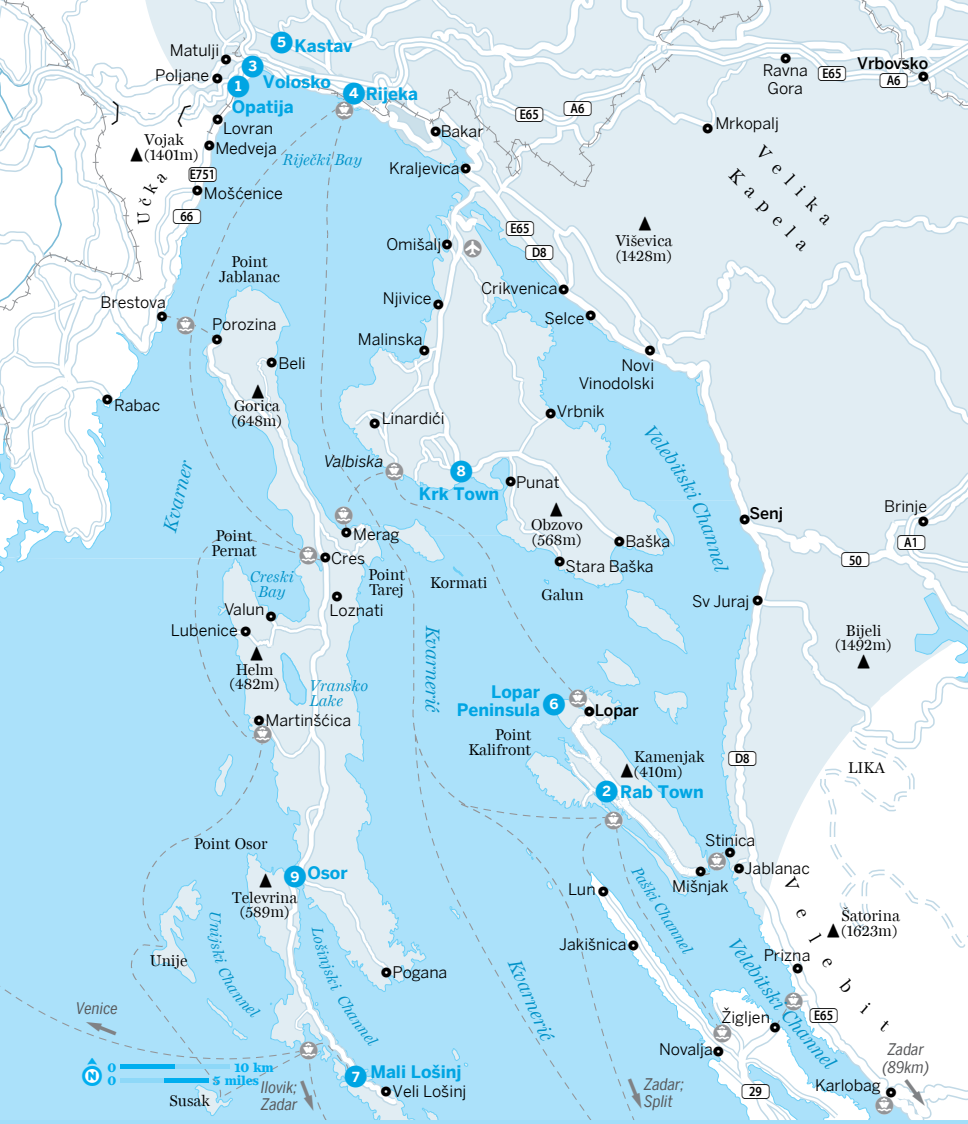 5 Kastav
Matulji
3
Volosko
Poljane
1
Opatija
4 Rijeka
Ravna
Gora
E65
A6
Vrbovsko
E65
A6
Mrkopalj
Lovran
Bakar
Vojak
(1401m)
Medveja
Riječki Bay
Kraljevica
Velika
Kapela
E751
Mošćenice
Učka
66
E65
D8
Viševica
(1428m)
Omišalj
Point
Jablanac
Crikvenica
Brestova
Njivice
Selce
Porozina
Malinska
Novi
Vinodolski
Beli
Gorica
(648m)
Rabac
Linardići
Vrbnik
Velebitski Channel
Kvarner
Valbiska
8
Krk Town
Punat
Obzovo
(568m)
Senj
Brinje
A1
Merag
Baška
50
Point
Pernat
Cres
Stara Baška
Point
Tarej
Kormati
Galun
Creski
Bay
Loznati
Valun
Sv Juraj
Lubenice
Kvarnerić
Bijeli
(1492m)
Helm
(482m)
Vransko
Lake
Lopar
Peninsula
6
Lopar
Martinšćica
Point
Kalifront
Kamenjak
(410m)
D8
LIKA
2 Rab Town
Point Osor
Stinica
Jablanac
9 Osor
Mišnjak
Televrina
(589m)
Lun
Paški Channel
Velebit
Šatorina
(1623m)
Unijski Channel
Lošinjski Channel
Jakišnica
Unije
Pogana
Kvarnerić
Velebitski Channel
Prizna
Venice
Žigljen
E65
Novalja
Zadar
(89km)
N
0 10 km
0 5 miles
7
Mali Lošinj
Veli Lošinj
Ilovik;
Zadar
Zadar;
Split
Karlobag
29
Susak